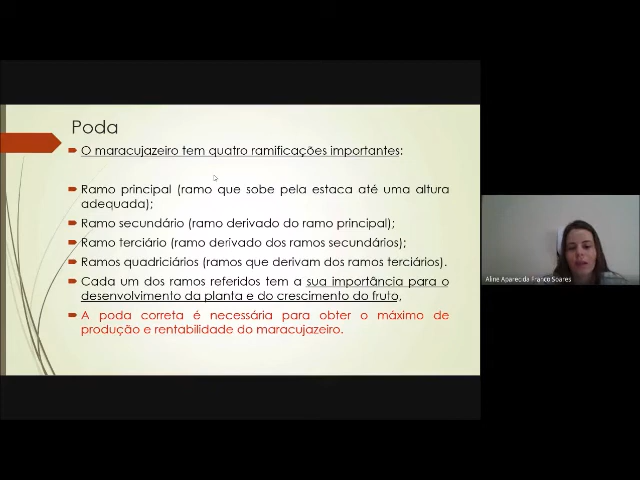 Poda
O maracujazeiro tem quatro ramificações importantes:
Ramo principal (ramo que sobe pela estaca até uma altura
adequada);
Ramo secundário (ramo derivado do ramo principal);
Ramo terciário (ramo derivado dos ramos secundários);
Ramos quadriciários (ramos que derivam dos ramos terciários).
Cada um dos ramos referidos tem a sua importância para o
desenvolvimento da planta e do crescimento do fruto,
A poda correta é necessária para obter o máximo de
produção e rentabilidade do maracujazeiro.
Aline Aparecida Franco Soares